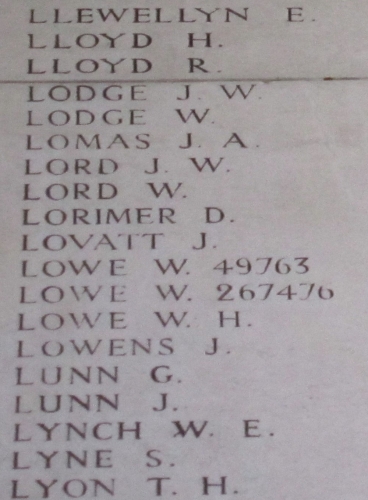 LLEWELLYN E.
LLOYD H.
LLOYD R.
LODGE J. W.
LODGE W.
LOMAS J. A.
LORD J. W.
LORD W.
LORIMER D.
LOVATT J.
LOWE W. 49763
LOWE W. 267476
LOWE W. H.
LOWENS J.
LUNN G.
LUNN J.
LYNCH W. E.
LYNE S.
LYON T. H.